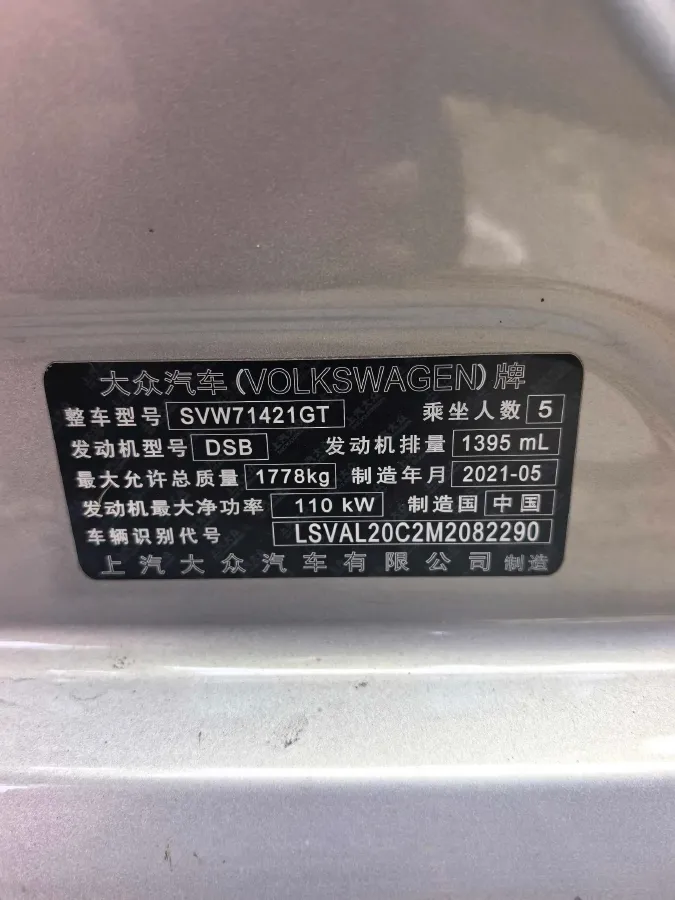 大众汽车(VOLKSWAGEN)牌
整车型号 SVW71421GT 乘坐人数 5
发动机型号 DSB 发动机排量 1395 mL
最大允许总质量 1778kg 制造年月 2021-05
发动机最大净功率 110 kW 制造国 中国
车辆识别代号 LSVAL20C2M2082290
上汽大众汽车有限公司 制造